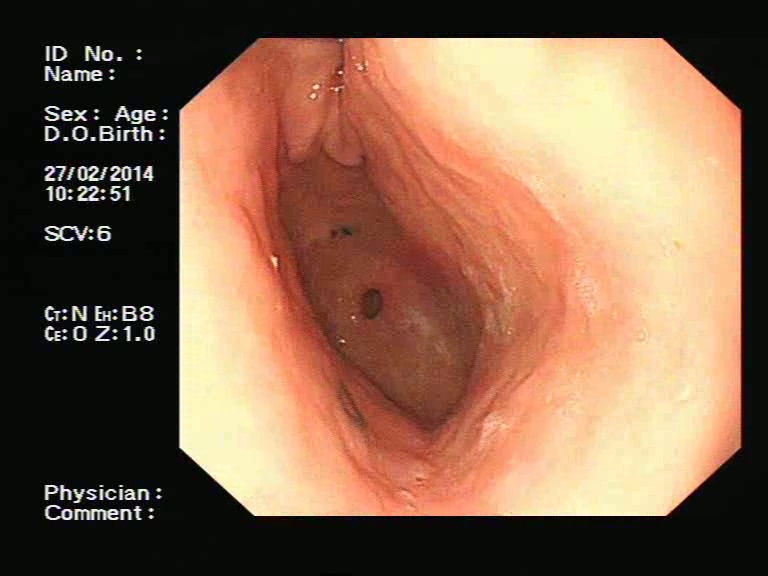 ID No. :
Name :
Sex : Age :
D.O.Birth :
27/02/2014
10:22:51
SCV:6
CT:N EH:B8
CE:0 Z:1.0
Physician :
Comment :